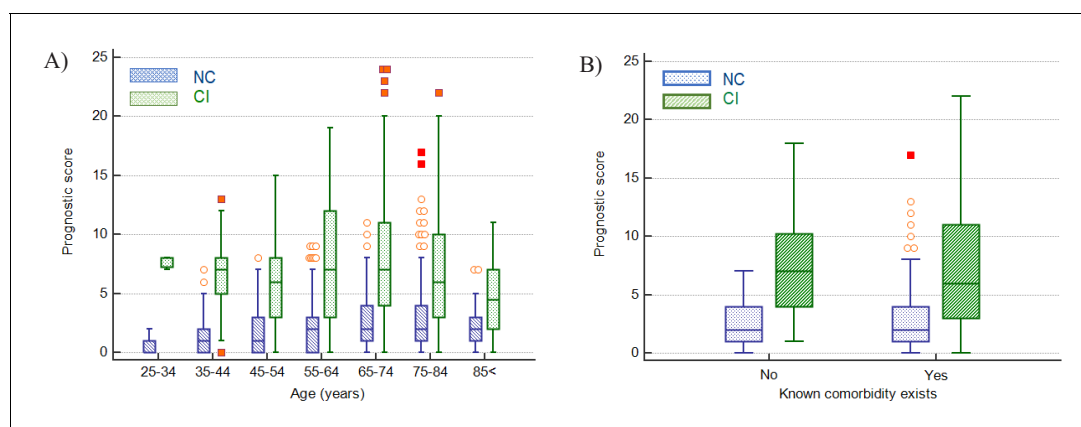 A)
NC
CI
Prognostic score
25
20
15
10
5
0
25-34 35-44 45-54 55-64 65-74 75-84 85<
Age (years)
B)
NC
CI
Prognostic score
25
20
15
10
5
0
No Yes
Known comorbidity exists